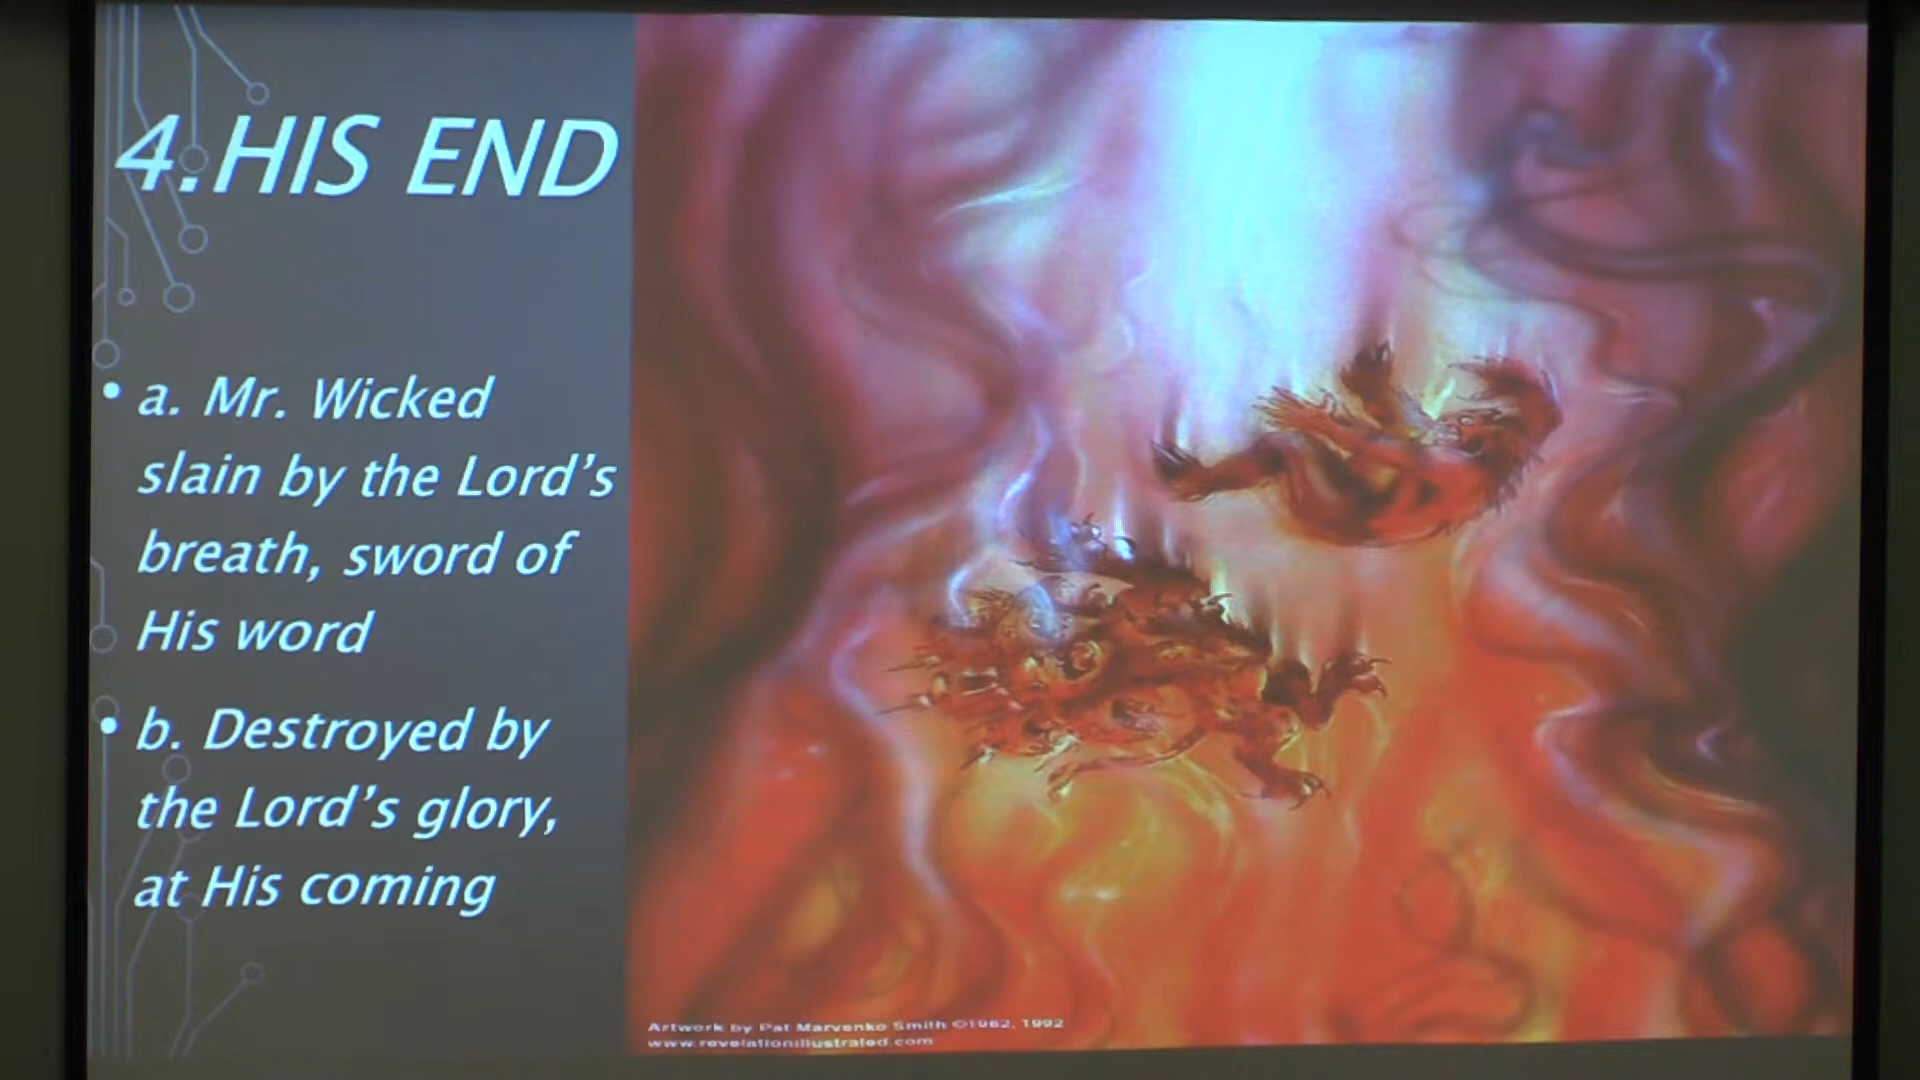 4.HIS END
• a. Mr. Wicked
slain by the Lord's
breath, sword of
His word
• b. Destroyed by
the Lord's glory,
at His coming
Artwork by Pat Marvenko Smith ©1982, 1992
www.revelationillustrated.com